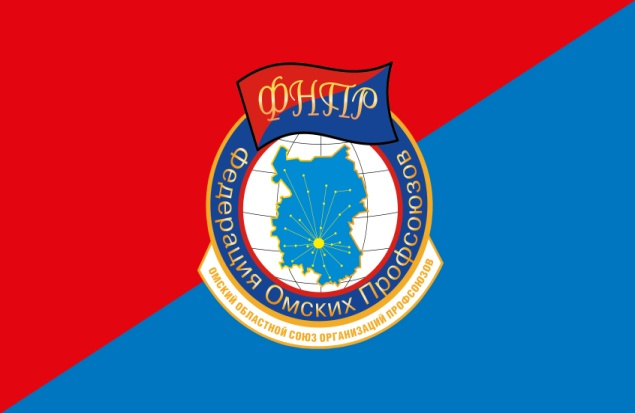 ФНПР
Федерация Омских Профсоюзов
ОМСКИЙ ОБЛАСТНОЙ СОЮЗ ОРГАНИЗАЦИЙ ПРОФСОЮЗОВ